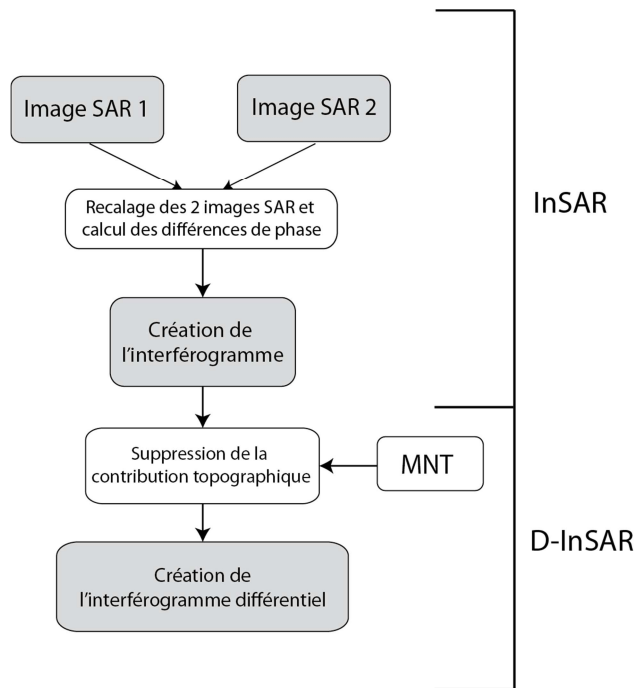 Image SAR 1
Image SAR 2
Recalage des 2 images SAR et
calcul des différences de phase
InSAR
Création de
l'interférogramme
Suppression de la
contribution topographique
MNT
D-InSAR
Création de
l'interférogramme différentiel